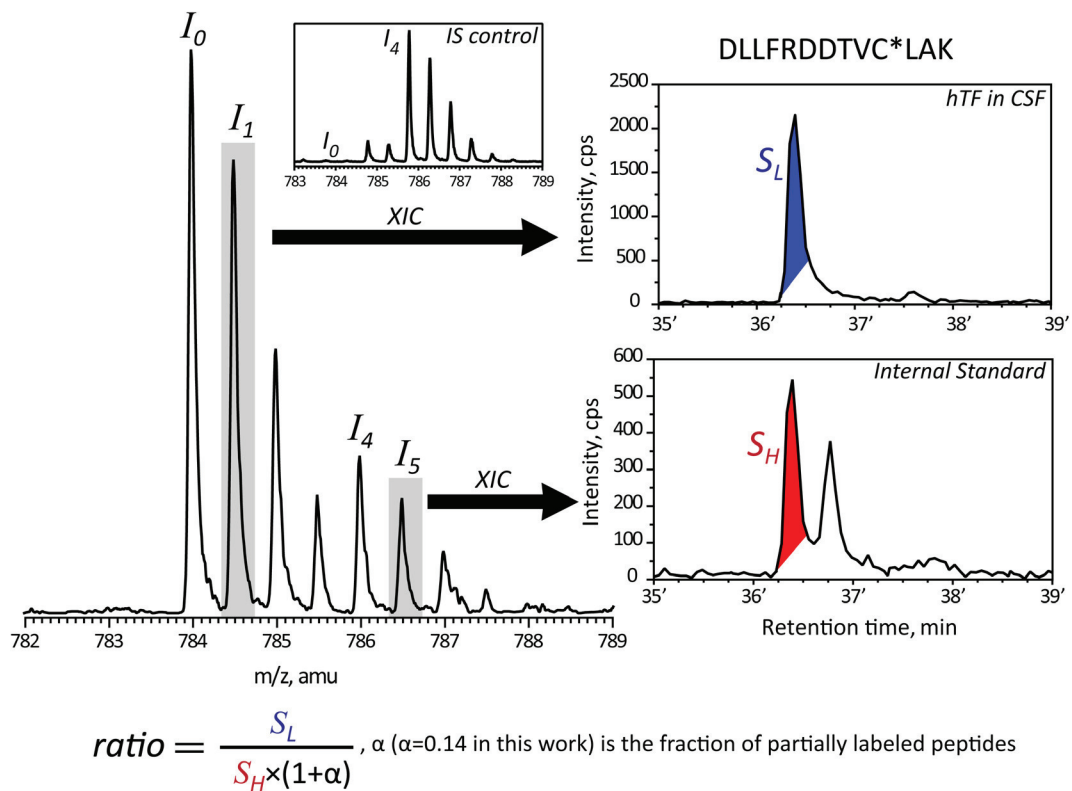 I0
I1
I4
I5
782 783 784 785 786 787 788 789
m/z, amu
IS control
I4
I0
783 784 785 786 787 788 789
XIC
XIC
DLLFRDDTVC*LAK
hTF in CSF
SL
Intensity, cps
2500
2000
1500
1000
500
0
35’ 36’ 37’ 38’ 39’
Internal Standard
SH
Intensity, cps
600
500
400
300
200
100
0
35’ 36’ 37’ 38’ 39’
Retention time, min
ratio = SL / SH×(1+α) , α (α=0.14 in this work) is the fraction of partially labeled peptides